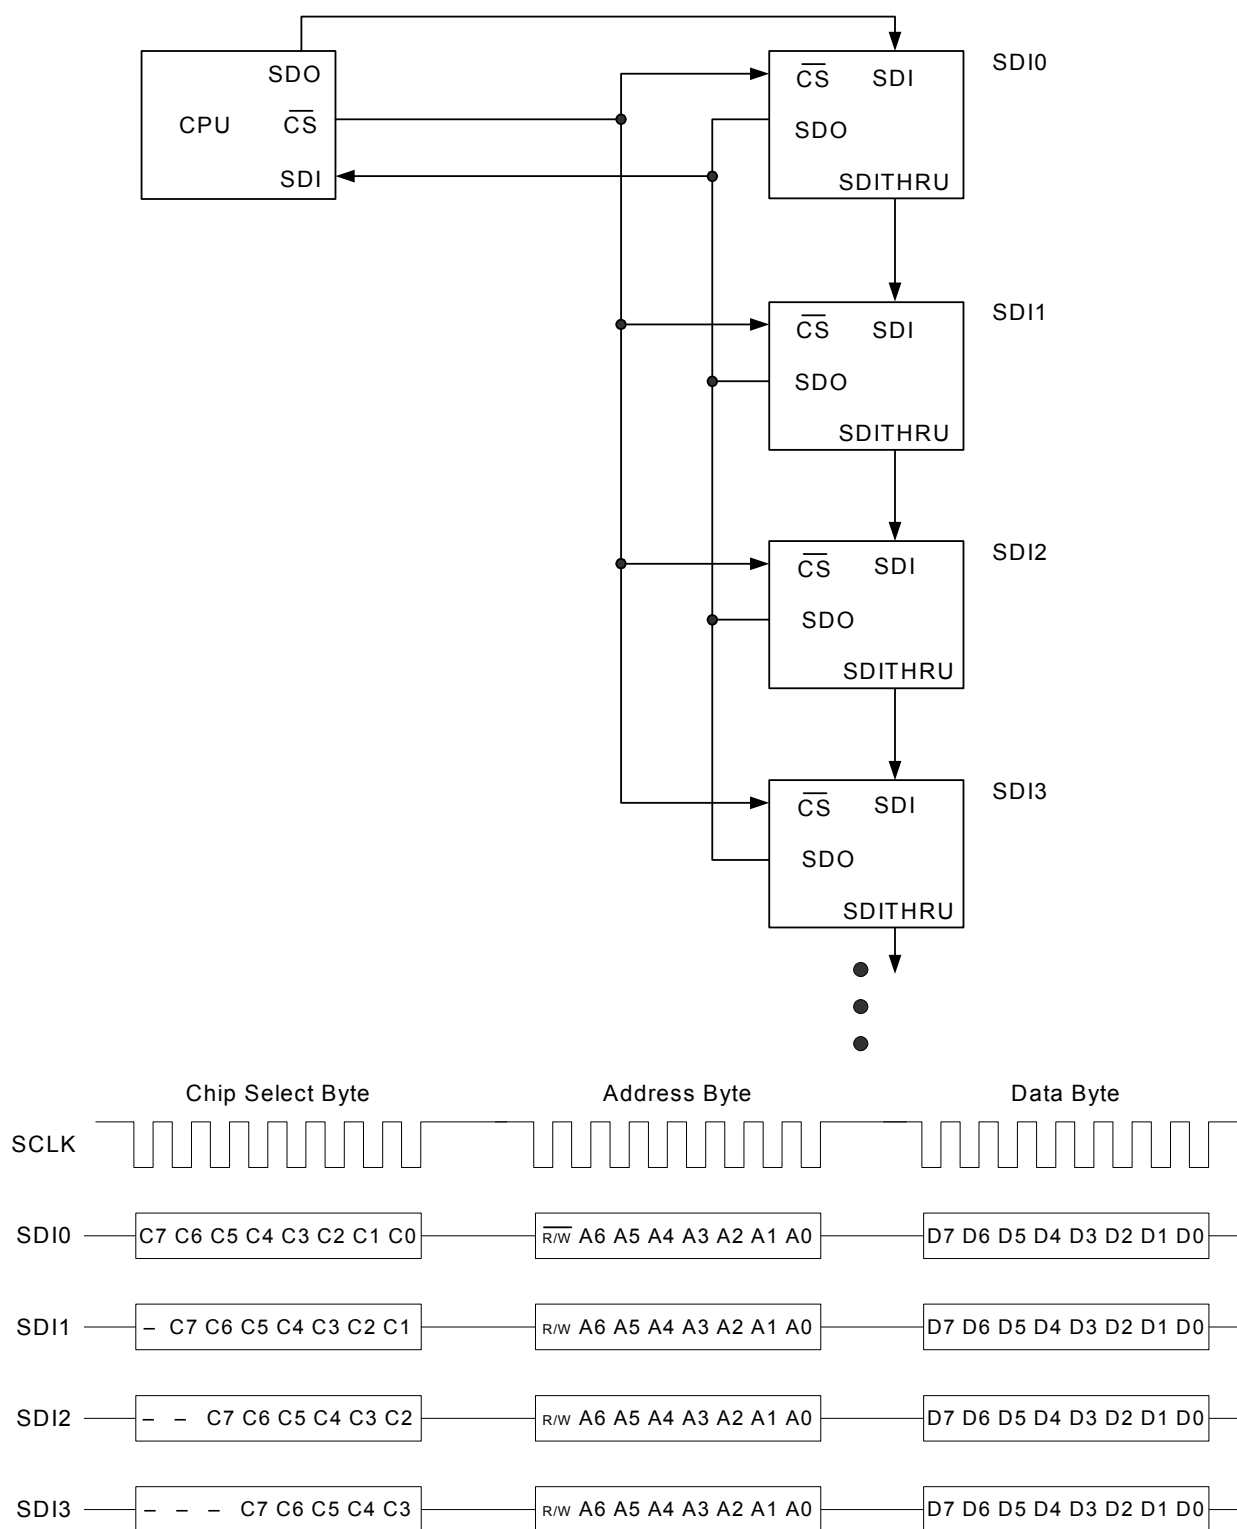 SDO
CPU
CS
SDI
CS SDI
SDO
SDITHRU
SDI0
CS SDI
SDO
SDITHRU
SDI1
CS SDI
SDO
SDITHRU
SDI2
CS SDI
SDO
SDITHRU
SDI3
Chip Select Byte Address Byte Data Byte
SCLK
SDI0 C7 C6 C5 C4 C3 C2 C1 C0 R/W A6 A5 A4 A3 A2 A1 A0 D7 D6 D5 D4 D3 D2 D1 D0
SDI1 – C7 C6 C5 C4 C3 C2 C1 R/W A6 A5 A4 A3 A2 A1 A0 D7 D6 D5 D4 D3 D2 D1 D0
SDI2 – – C7 C6 C5 C4 C3 C2 R/W A6 A5 A4 A3 A2 A1 A0 D7 D6 D5 D4 D3 D2 D1 D0
SDI3 – – – C7 C6 C5 C4 C3 R/W A6 A5 A4 A3 A2 A1 A0 D7 D6 D5 D4 D3 D2 D1 D0